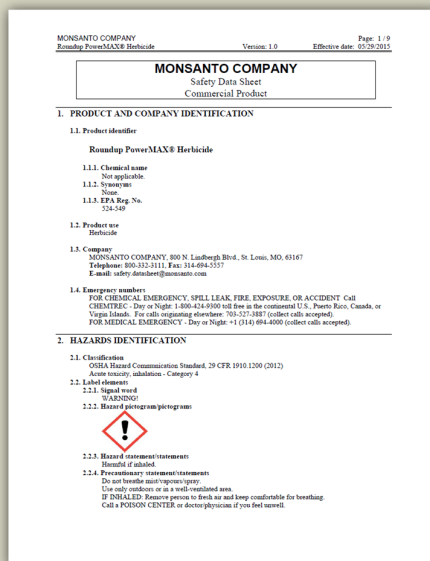 MONSANTO COMPANY Page: 1 / 9
Roundup PowerMAX® Herbicide Version: 1.0 Effective date: 05/29/2015
MONSANTO COMPANY
Safety Data Sheet
Commercial Product
1. PRODUCT AND COMPANY IDENTIFICATION
1.1. Product identifier
Roundup PowerMAX® Herbicide
1.1.1. Chemical name
Not applicable.
1.1.2. Synonyms
None.
1.1.3. EPA Reg. No.
524-549
1.2. Product use
Herbicide
1.3. Company
MONSANTO COMPANY, 800 N. Lindbergh Blvd., St. Louis, MO, 63167
Telephone: 800-332-3111, Fax: 314-694-5557
E-mail: safety.datasheet@monsanto.com
1.4. Emergency numbers
FOR CHEMICAL EMERGENCY, SPILL LEAK, FIRE, EXPOSURE, OR ACCIDENT Call
CHEMTREC - Day or Night: 1-800-424-9300 toll free in the continental U.S., Puerto Rico, Canada, or
Virgin Islands. For calls originating elsewhere: 703-527-3887 (collect calls accepted).
FOR MEDICAL EMERGENCY - Day or Night: +1 (314) 694-4000 (collect calls accepted).
2. HAZARDS IDENTIFICATION
2.1. Classification
OSHA Hazard Communication Standard, 29 CFR 1910.1200 (2012)
Acute toxicity, inhalation - Category 4
2.2. Label elements
2.2.1. Signal word
WARNING!
2.2.2. Hazard pictogram/pictograms
!
2.2.3. Hazard statement/statements
Harmful if inhaled.
2.2.4. Precautionary statement/statements
Do not breathe mist/vapours/spray.
Use only outdoors or in a well-ventilated area.
IF INHALED: Remove person to fresh air and keep comfortable for breathing.
Call a POISON CENTER or doctor/physician if you feel unwell.